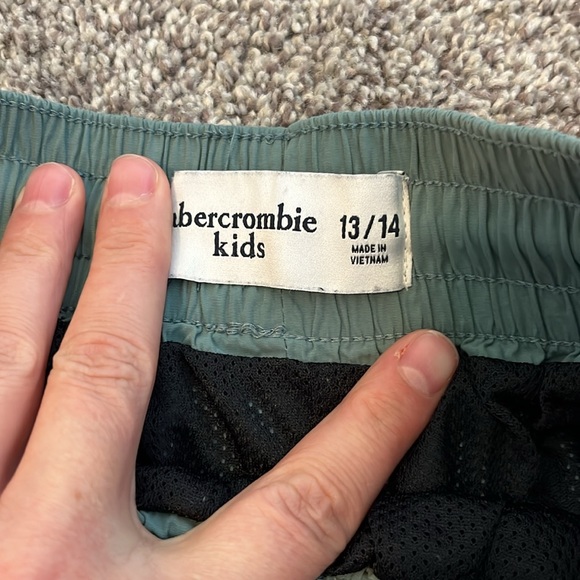 abercrombie
kids
13/14
MADE IN
VIETNAM